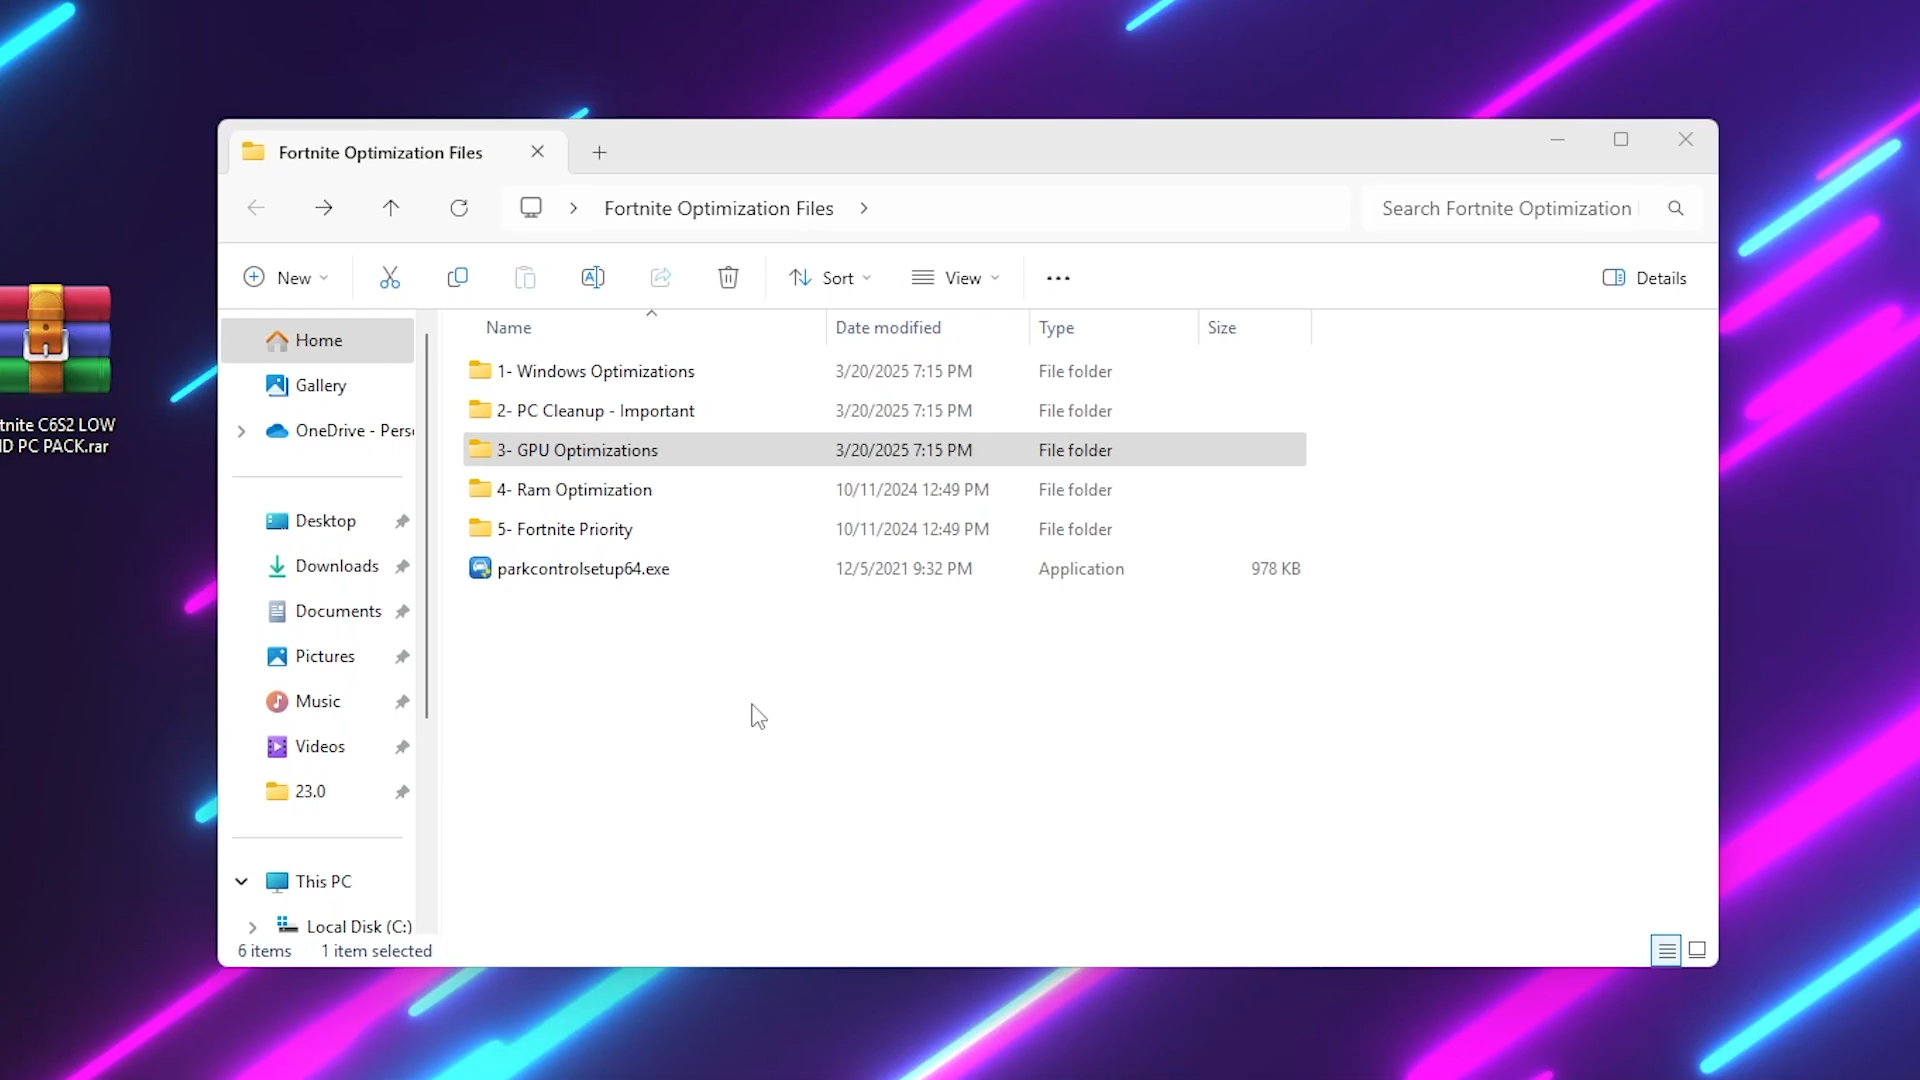 Fortnite Optimization Files
Fortnite Optimization Files
Search Fortnite Optimization
New
Sort
View
Details
Name Date modified Type Size
Home
Gallery
OneDrive - Pers
Desktop
Downloads
Documents
Pictures
Music
Videos
23.0
This PC
Local Disk (C:)
1- Windows Optimizations 3/20/2025 7:15 PM File folder
2- PC Cleanup - Important 3/20/2025 7:15 PM File folder
3- GPU Optimizations 3/20/2025 7:15 PM File folder
4- Ram Optimization 10/11/2024 12:49 PM File folder
5- Fortnite Priority 10/11/2024 12:49 PM File folder
parkcontrolsetup64.exe 12/5/2021 9:32 PM Application 978 KB
6 items 1 item selected
tnite C6S2 LOW
D PC PACK.rar